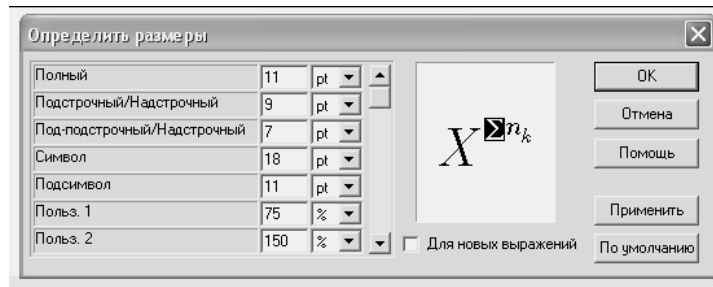 Определить размеры
Полный 11 pt
Подстрочный/Надстрочный 9 pt
Под-подстрочный/Надстрочный 7 pt
Символ 18 pt
Подсимвол 11 pt
Польз. 1 75 %
Польз. 2 150 %
X Σ n k
Для новых выражений
OK
Отмена
Помощь
Применить
По умолчанию